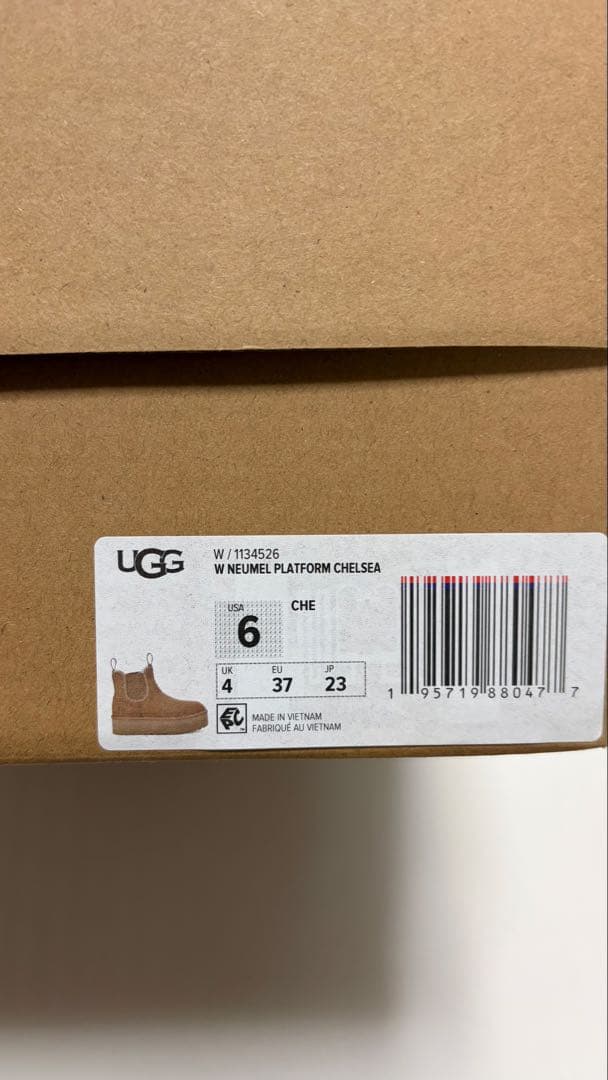 UGG
W / 1134526
W NEUMEL PLATFORM CHELSEA
USA
6
CHE
UK EU JP
4 37 23
MADE IN VIETNAM
FABRIQUÉ AU VIETNAM
1 95719 88047 7